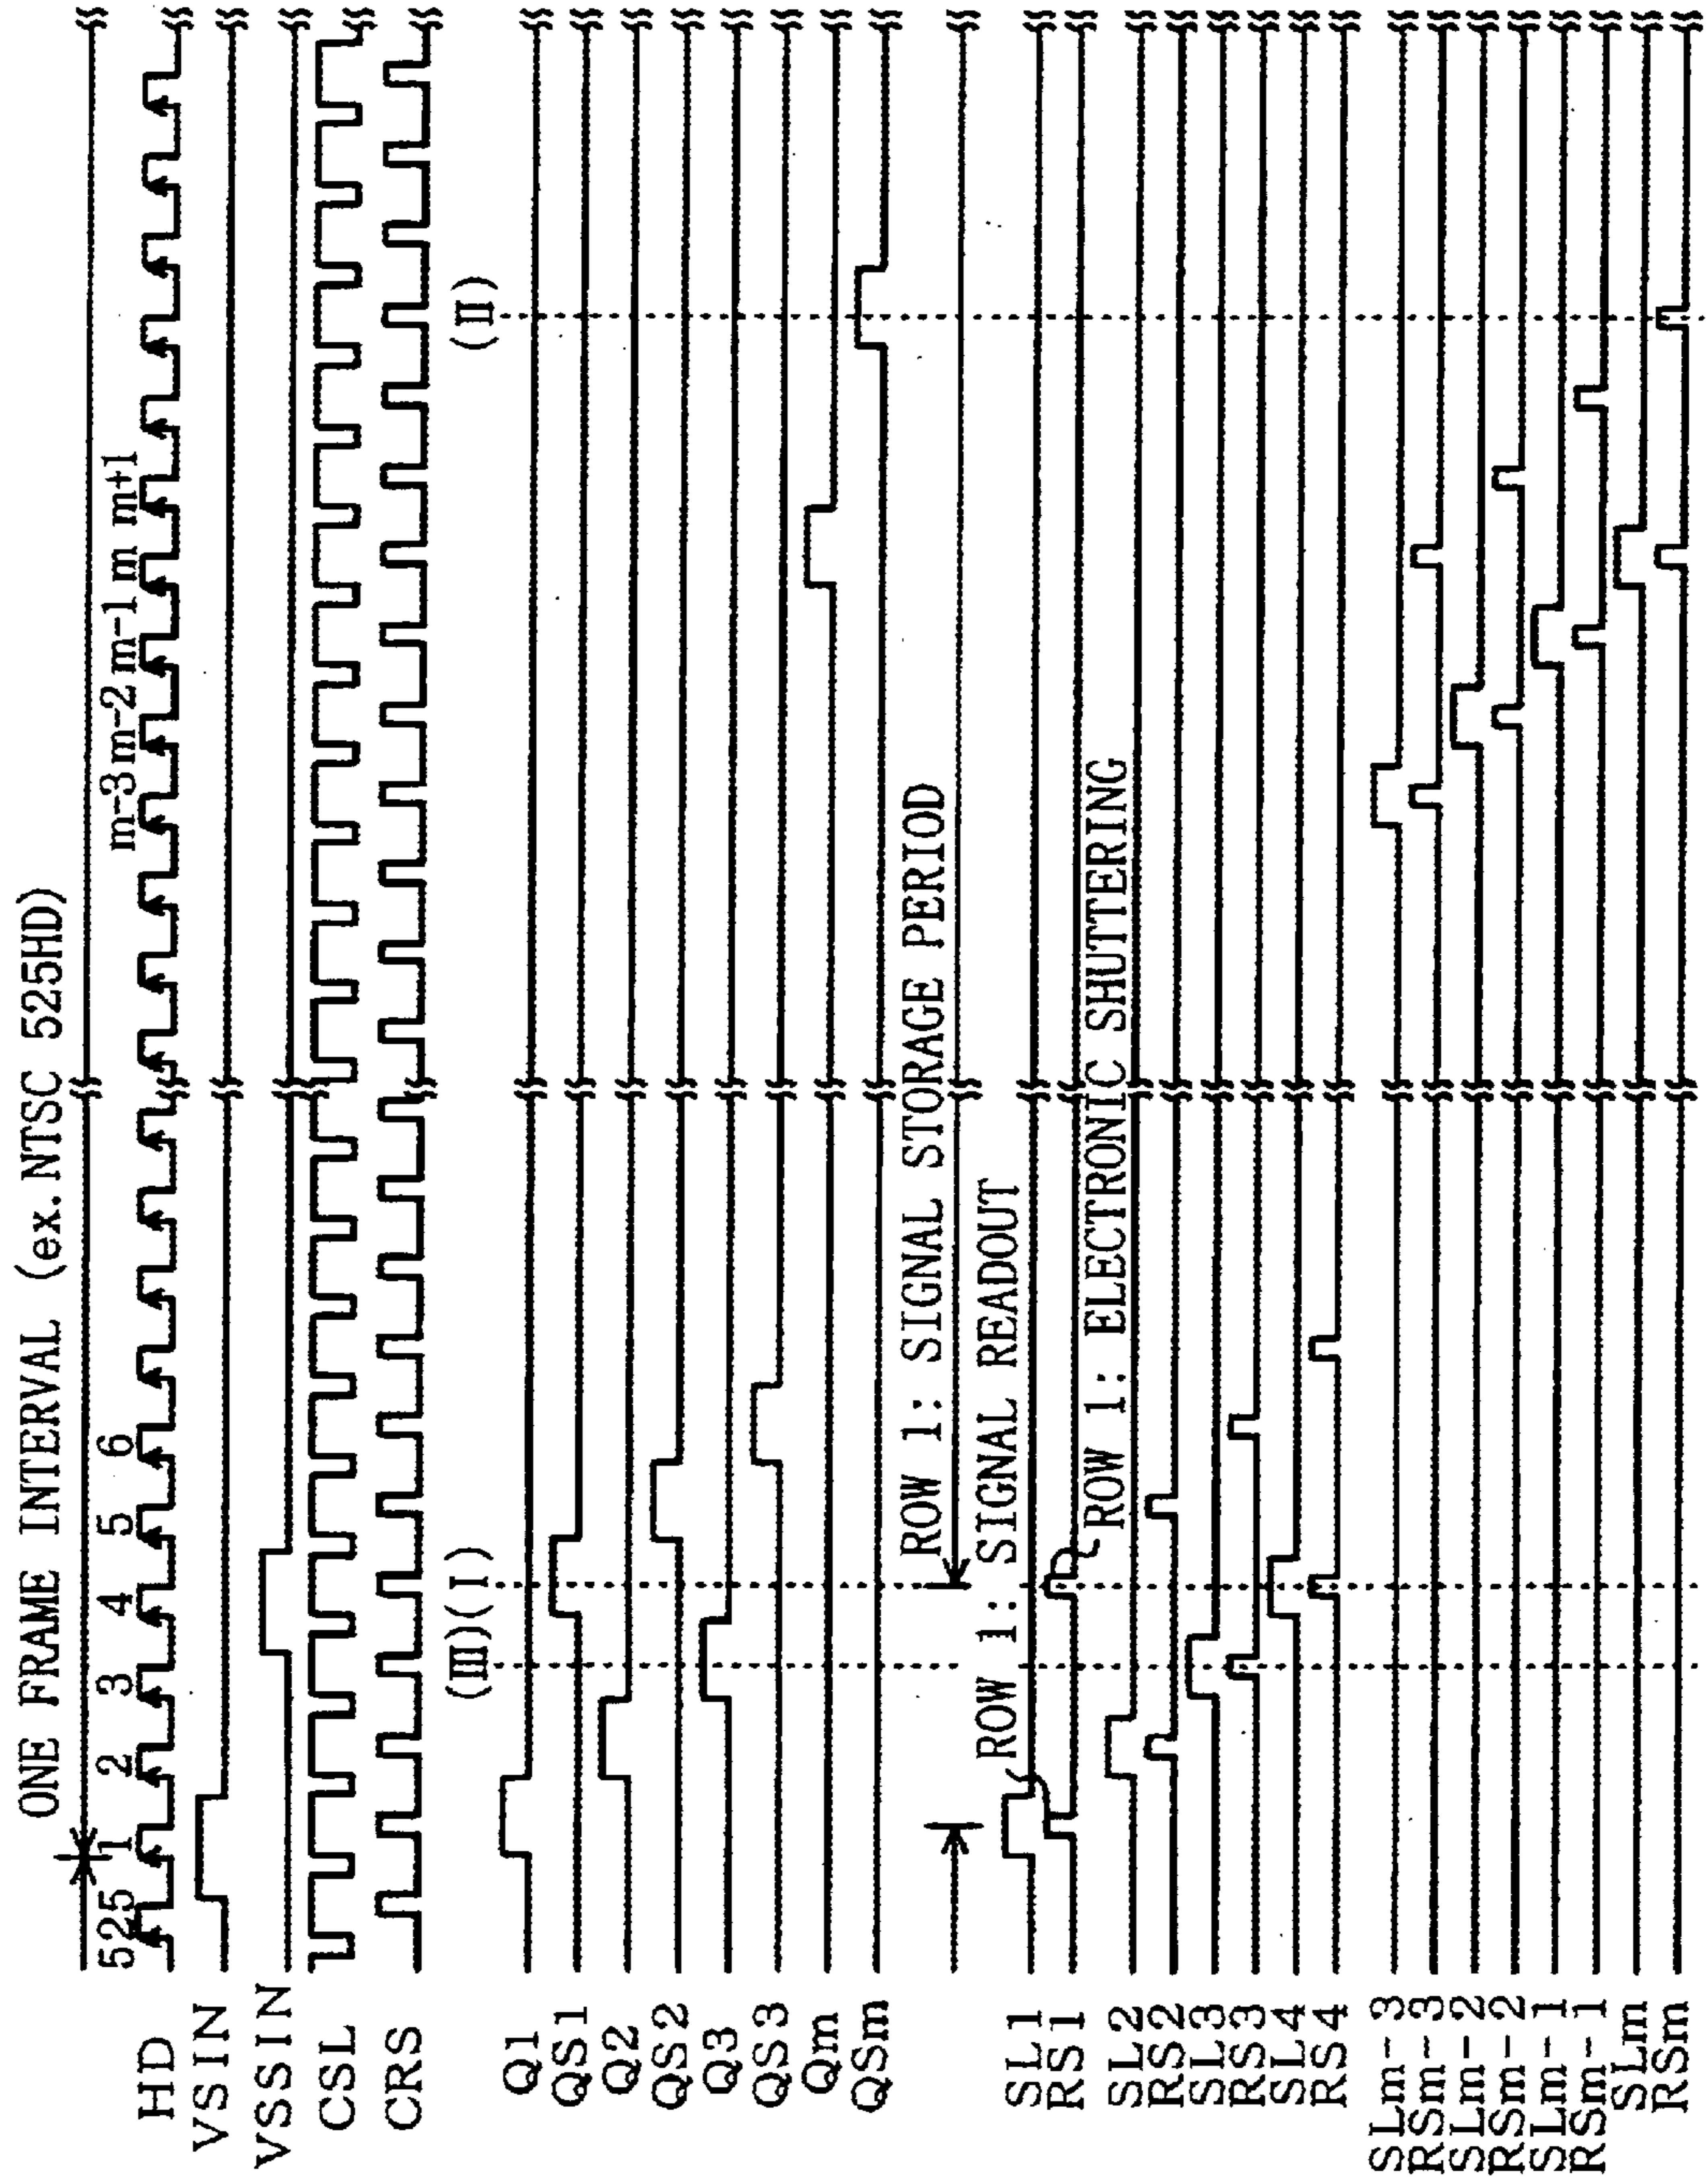 ONE FRAME INTERVAL (ex.NTSC 525HD)
525 1 2 3 4 5 6 m-3 m-2 m-1 m m+1
HD
VSIN
VSSIN
CSL
CRS
(III) (I) (II)
Q1
QS1
Q2
QS2
Q3
QS3
Qm
QSm
ROW 1: SIGNAL STORAGE PERIOD
ROW 1: SIGNAL READOUT
SL1
RS1
ROW 1: ELECTRONIC SHUTTERING
SL2
RS2
SL3
RS3
SL4
RS4
SLm-3
RSm-3
SLm-2
RSm-2
SLm-1
RSm-1
SLm
RSm